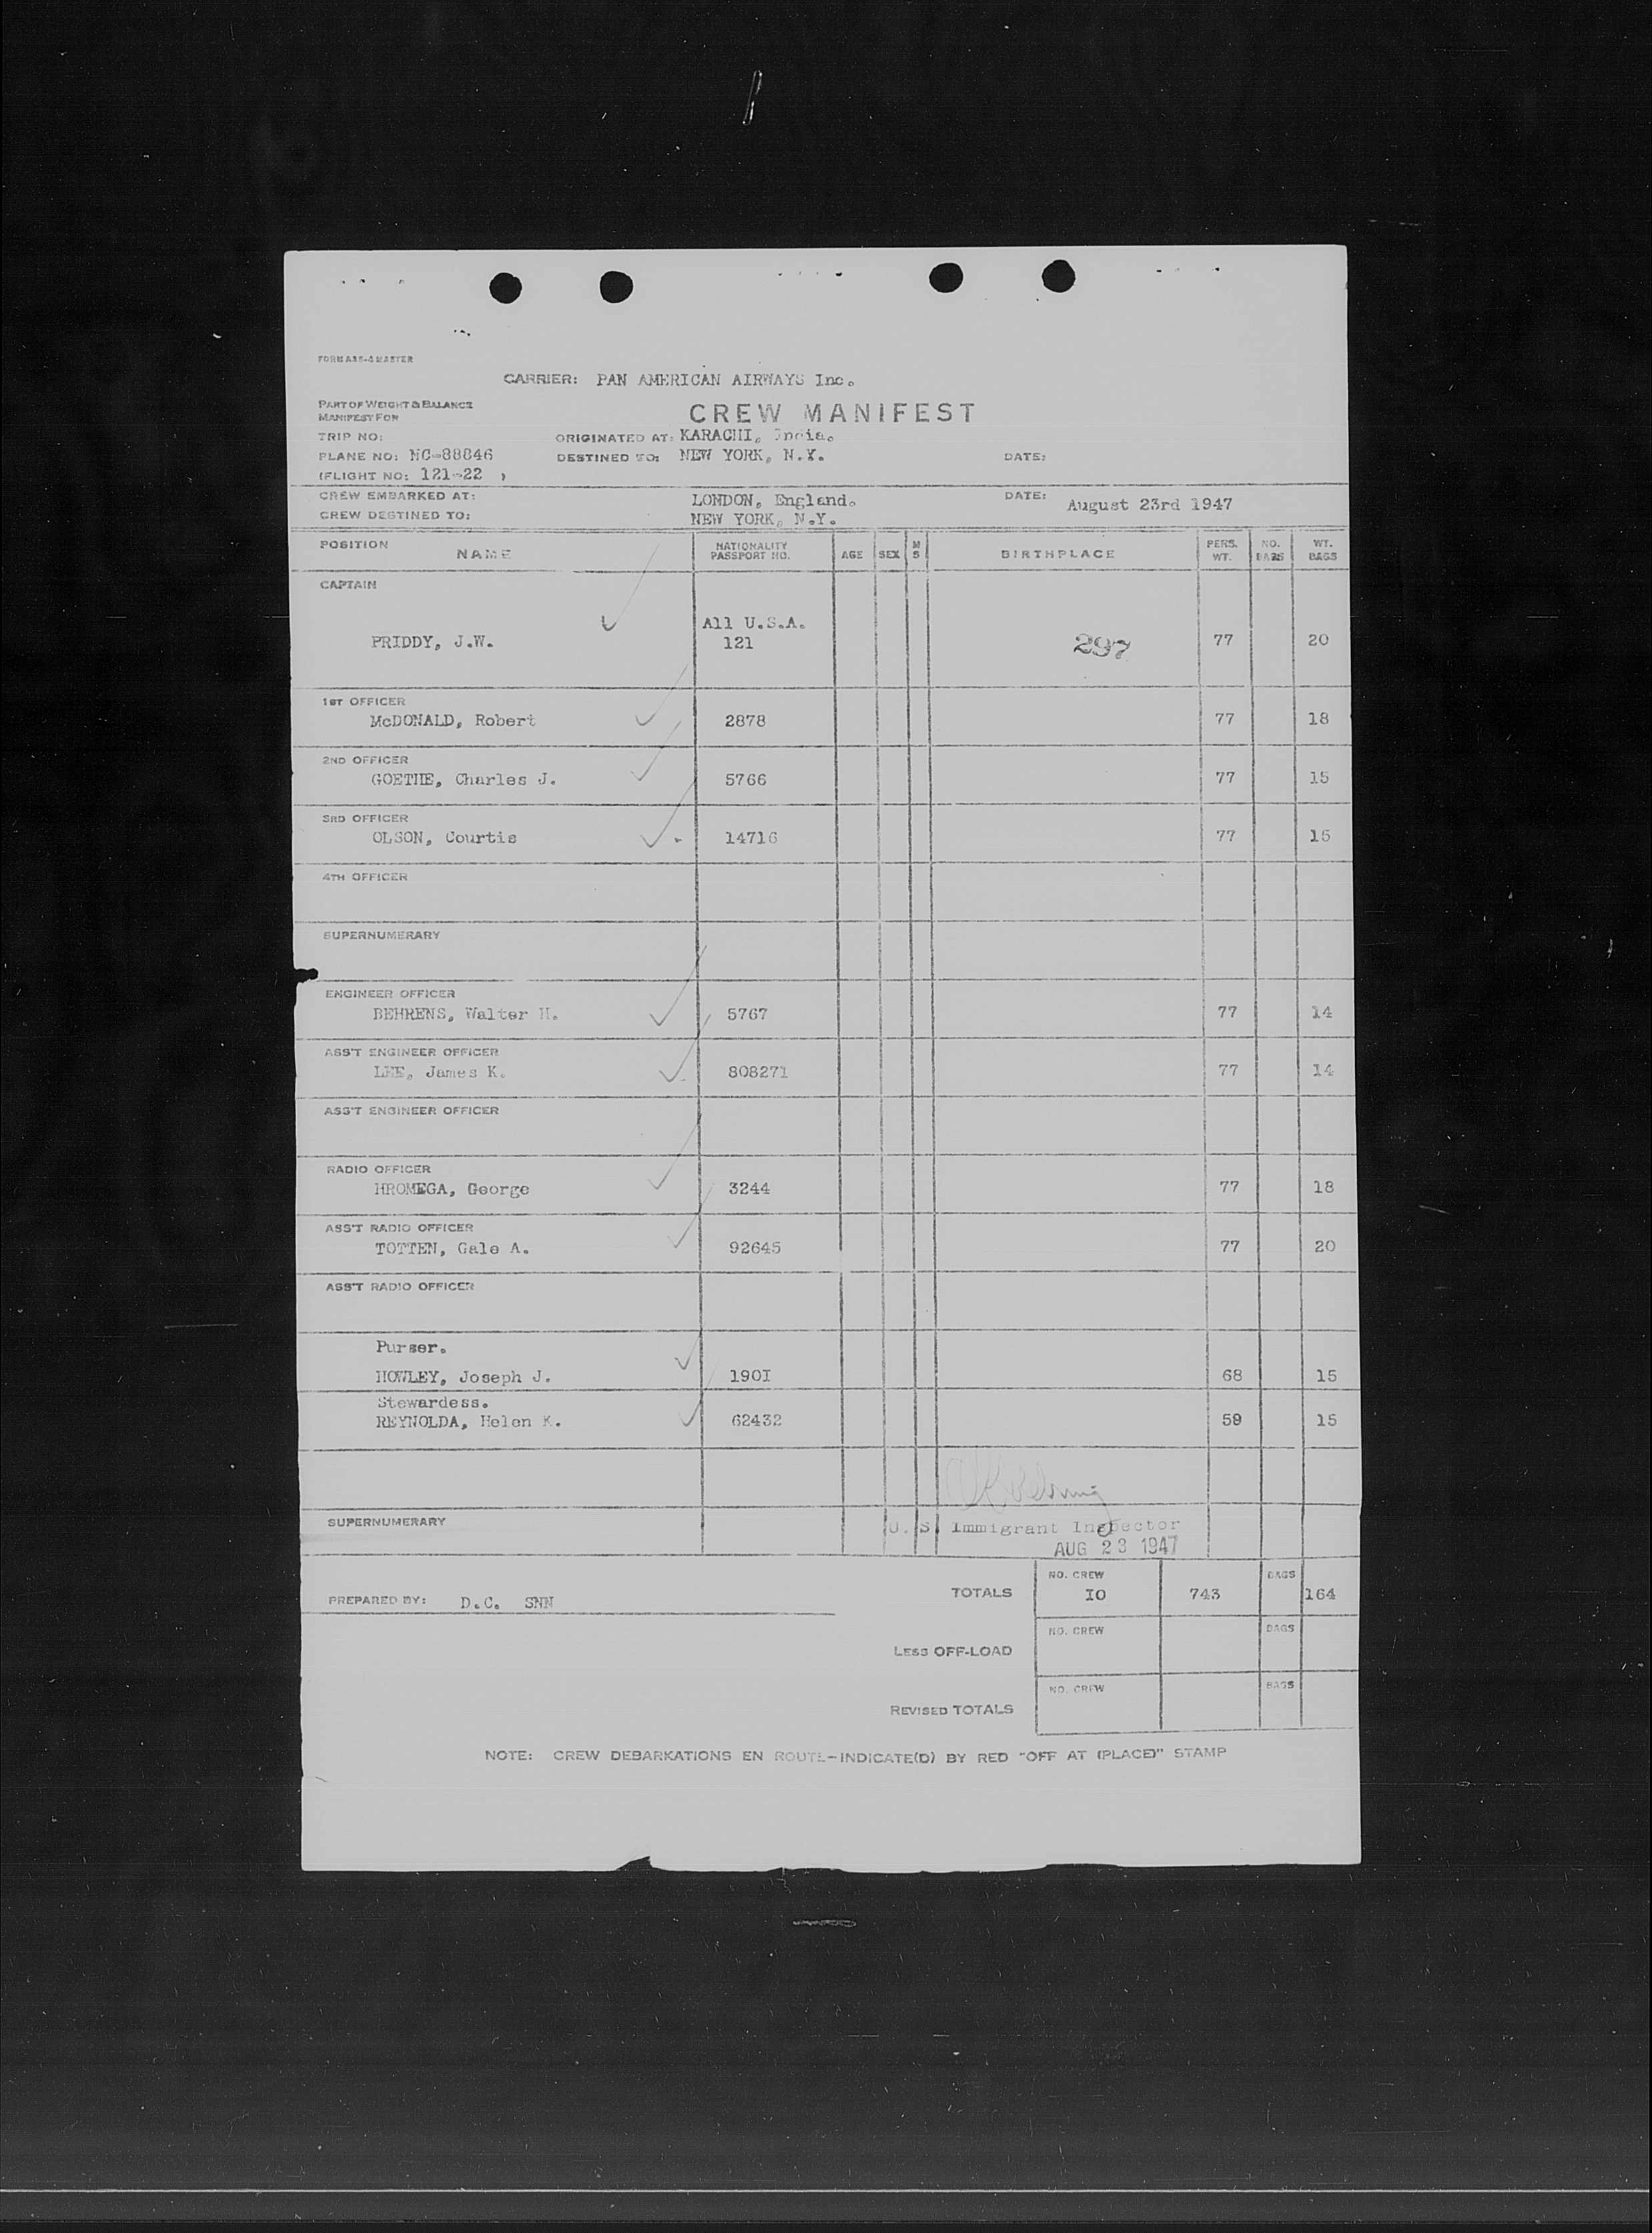 FORM A35-4 MASTER
CARRIER: PAN AMERICAN AIRWAYS Inc.
PART OF WEIGHT & BALANCE
MANIFEST FOR
CREW MANIFEST
TRIP NO:
ORIGINATED AT: KARACHI, India.
PLANE NO: NC-88846
DESTINED TO: NEW YORK, N.Y.
DATE:
(FLIGHT NO: 121-22 )
CREW EMBARKED AT: LONDON, England.
DATE: August 23rd 1947
CREW DESTINED TO: NEW YORK, N.Y.
POSITION NAME NATIONALITY PASSPORT NO. AGE SEX M S BIRTHPLACE PERS. WT. NO. BAGS WT. BAGS
CAPTAIN
All U.S.A.
PRIDDY, J.W. 121 297 77 20
1ST OFFICER
McDONALD, Robert 2878 77 18
2ND OFFICER
GOETHE, Charles J. 5766 77 15
3RD OFFICER
OLSON, Courtis 14716 77 15
4TH OFFICER
SUPERNUMERARY
ENGINEER OFFICER
BEHRENS, Walter H. 5767 77 14
ASS'T ENGINEER OFFICER
LEE, James K. 808271 77 14
ASS'T ENGINEER OFFICER
RADIO OFFICER
HROMEGA, George 3244 77 18
ASS'T RADIO OFFICER
TOTTEN, Gale A. 92645 77 20
ASS'T RADIO OFFICER
Purser.
HOWLEY, Joseph J. 190I 68 15
Stewardess.
REYNOLDA, Helen K. 62432 59 15
SUPERNUMERARY
U. S. Immigrant Inspector
AUG 23 1947
PREPARED BY: D.C. SNN
TOTALS NO. CREW IO 743 BAGS 164
LESS OFF-LOAD NO. CREW BAGS
REVISED TOTALS NO. CREW BAGS
NOTE: CREW DEBARKATIONS EN ROUTE-INDICATE(D) BY RED "OFF AT (PLACE)" STAMP